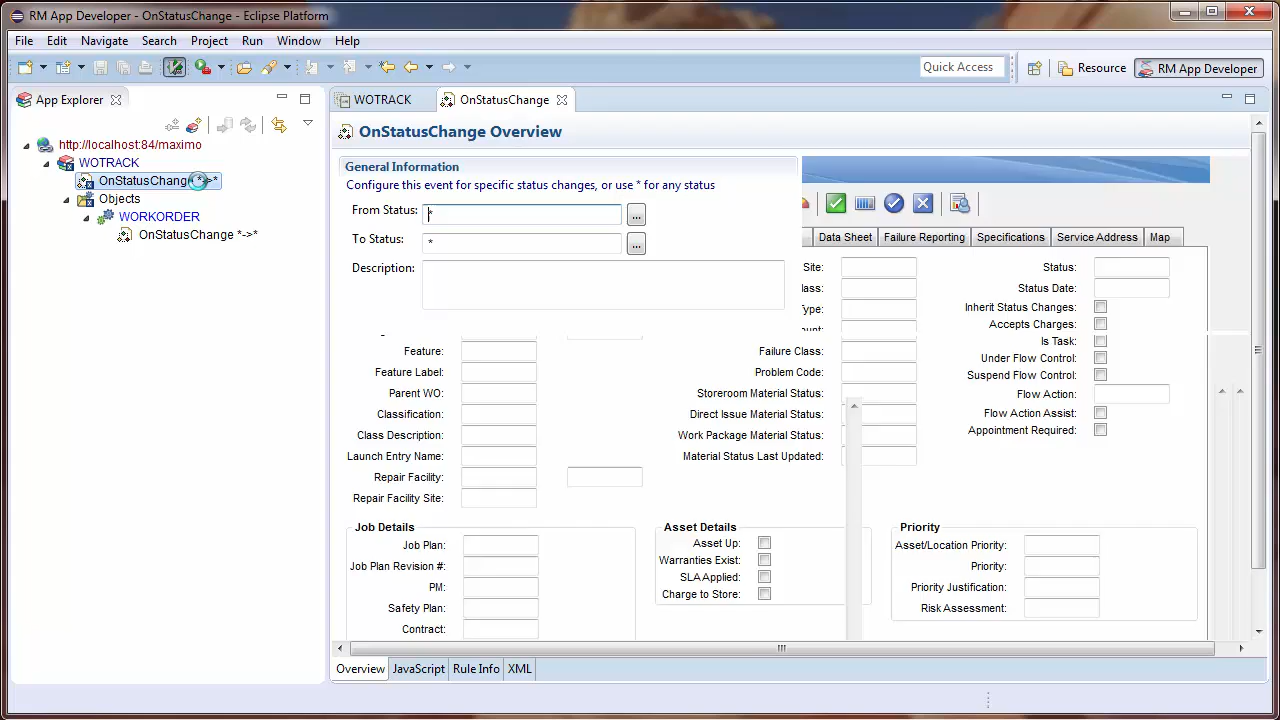 RM App Developer - OnStatusChange - Eclipse Platform
File Edit Navigate Search Project Run Window Help
Quick Access
Resource
RM App Developer
App Explorer
http://localhost:84/maximo
WOTRACK
OnStatusChang *->*
Objects
WORKORDER
OnStatusChange *->*
WOTRACK
OnStatusChange
OnStatusChange Overview
General Information
Configure this event for specific status changes, or use * for any status
From Status: *
To Status: *
Description:
Data Sheet Failure Reporting Specifications Service Address Map
Site:
Status:
Status Date:
Inherit Status Changes:
Accepts Charges:
Is Task:
Feature:
Failure Class:
Under Flow Control:
Feature Label:
Problem Code:
Suspend Flow Control:
Parent WO:
Storeroom Material Status:
Flow Action:
Classification:
Direct Issue Material Status:
Flow Action Assist:
Class Description:
Work Package Material Status:
Appointment Required:
Launch Entry Name:
Material Status Last Updated:
Repair Facility:
Repair Facility Site:
Job Details
Asset Details
Priority
Job Plan:
Asset Up:
Asset/Location Priority:
Job Plan Revision #:
Warranties Exist:
Priority:
PM:
SLA Applied:
Priority Justification:
Safety Plan:
Charge to Store:
Risk Assessment:
Contract:
Overview JavaScript Rule Info XML